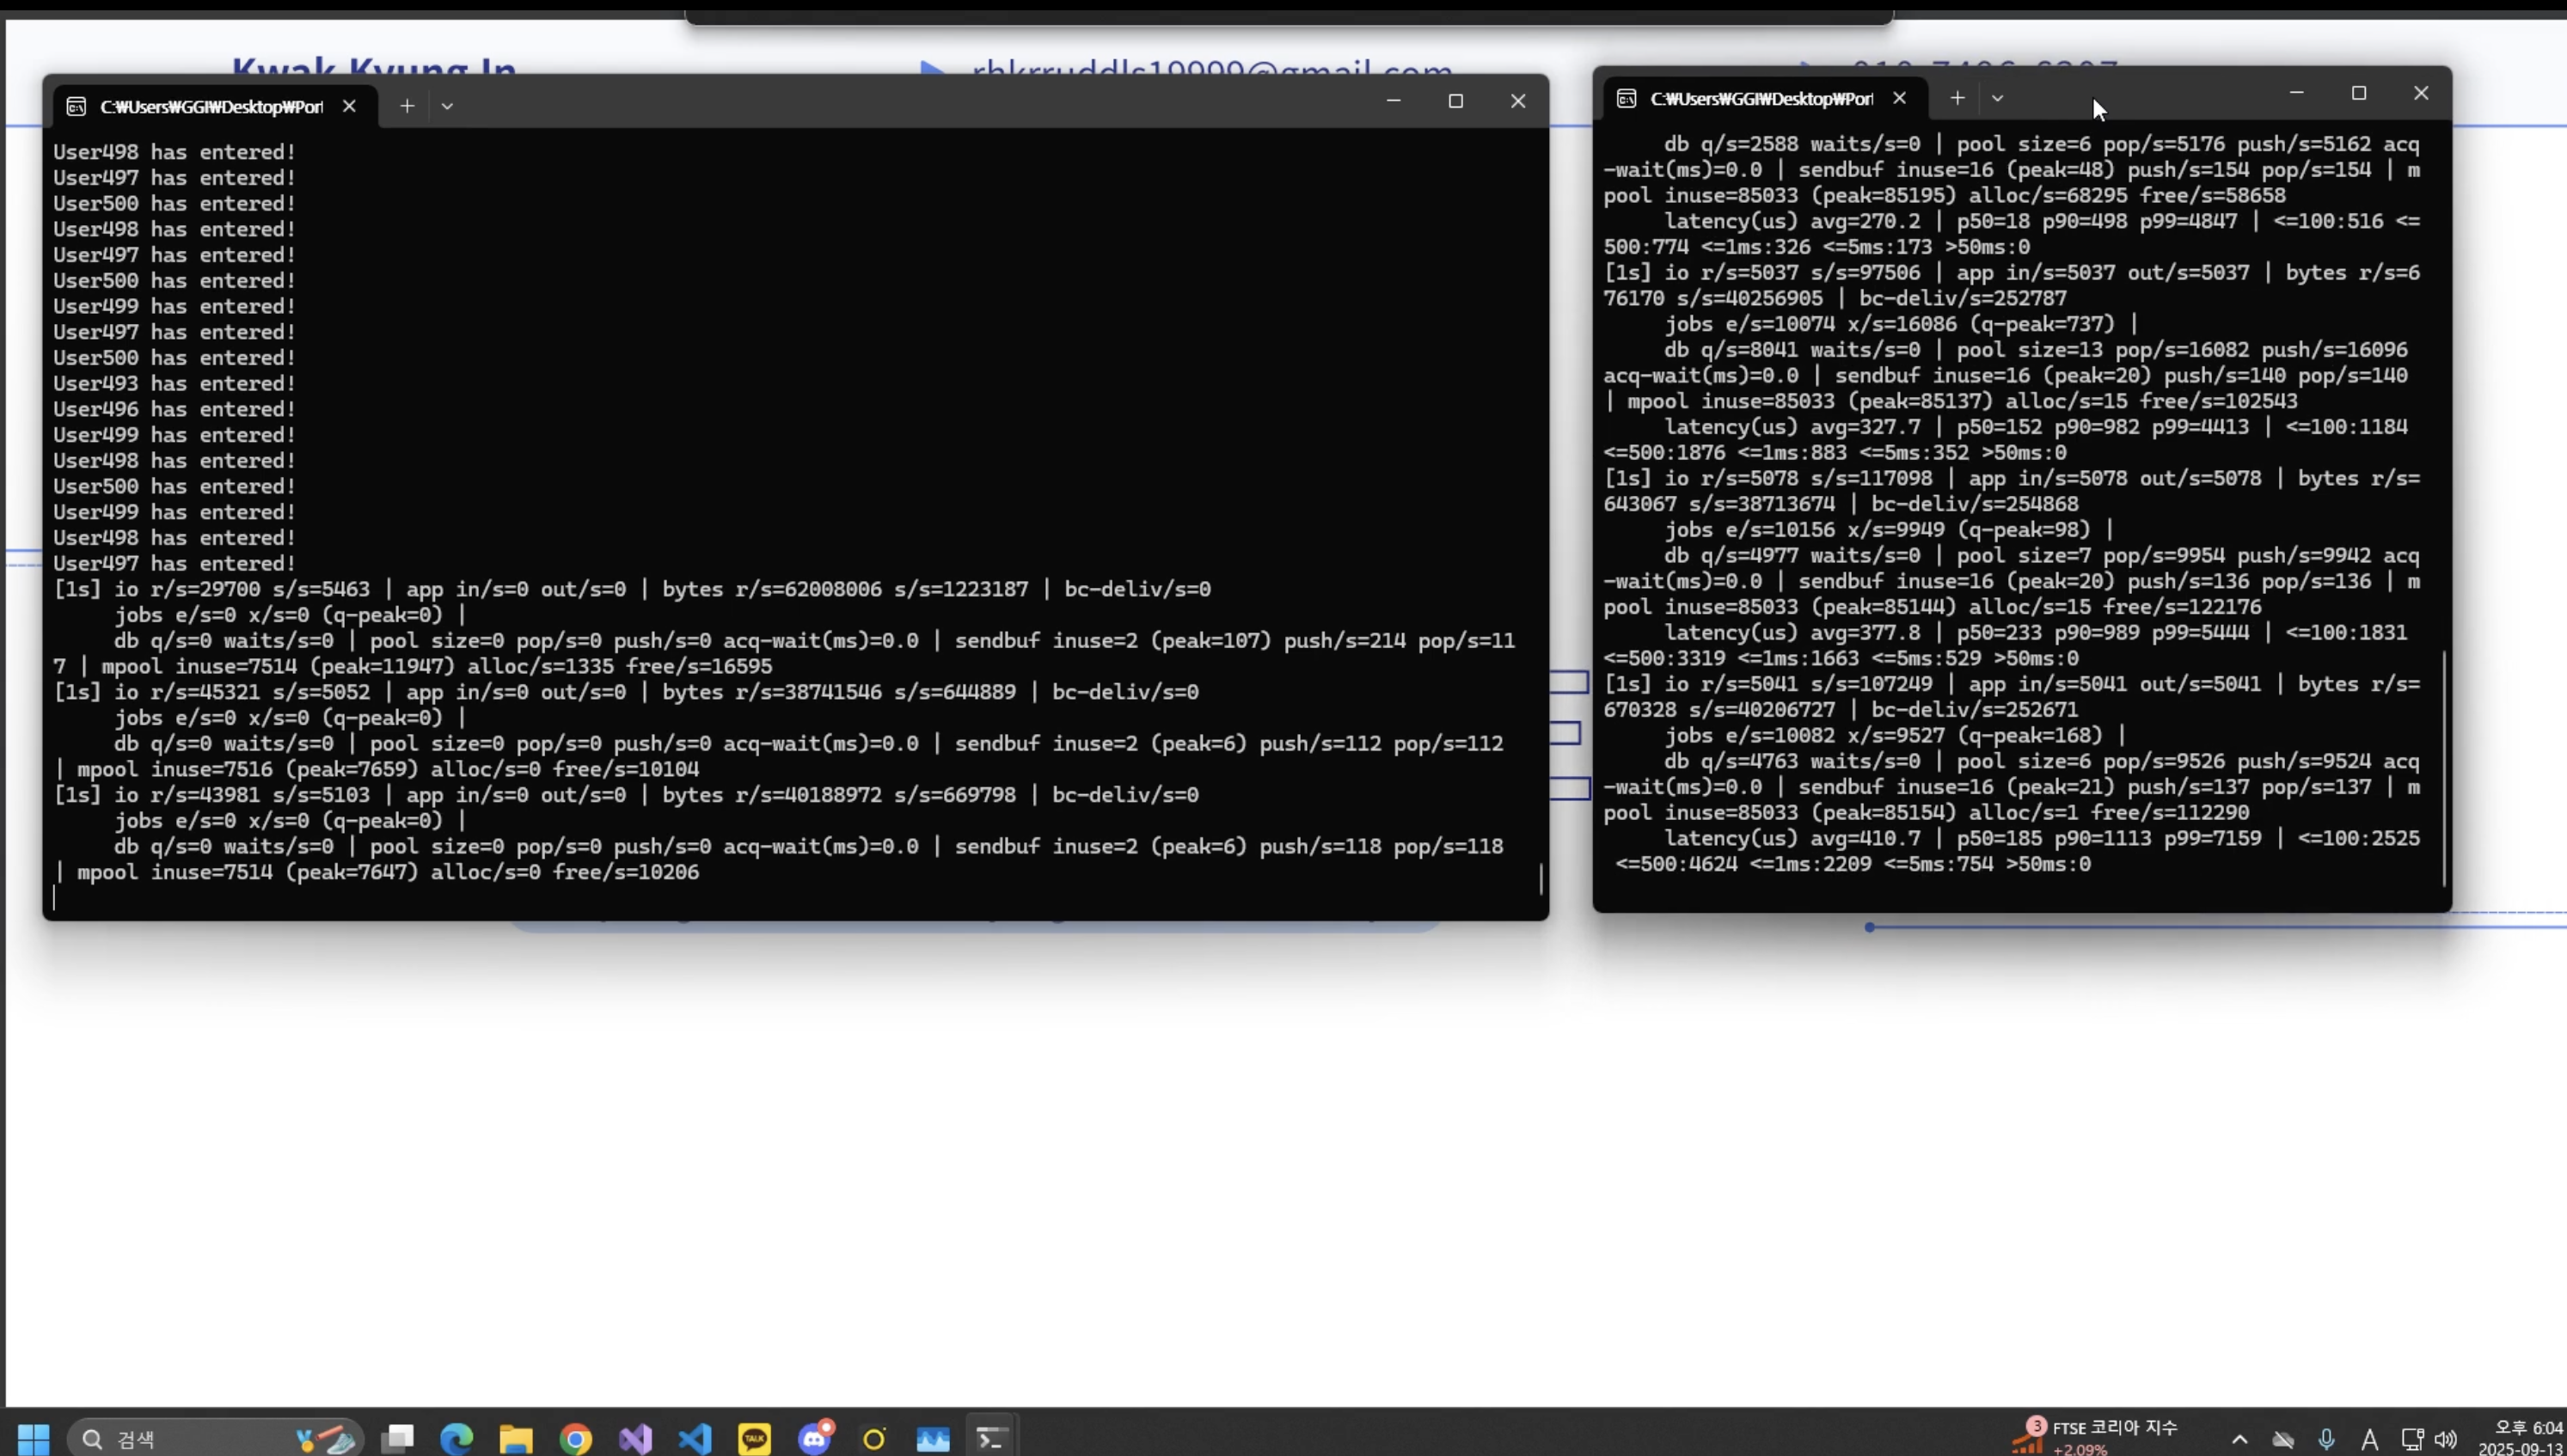 Kwak Kyung In
rhkrruddls19999@gmail.com
C:₩Users₩GGI₩Desktop₩Por
User498 has entered!
User497 has entered!
User500 has entered!
User498 has entered!
User497 has entered!
User500 has entered!
User499 has entered!
User497 has entered!
User500 has entered!
User493 has entered!
User496 has entered!
User499 has entered!
User498 has entered!
User500 has entered!
User499 has entered!
User498 has entered!
User497 has entered!
[1s] io r/s=29700 s/s=5463 | app in/s=0 out/s=0 | bytes r/s=62008006 s/s=1223187 | bc-deliv/s=0
jobs e/s=0 x/s=0 (q-peak=0) |
db q/s=0 waits/s=0 | pool size=0 pop/s=0 push/s=0 acq-wait(ms)=0.0 | sendbuf inuse=2 (peak=107) push/s=214 pop/s=11
7 | mpool inuse=7514 (peak=11947) alloc/s=1335 free/s=16595
[1s] io r/s=45321 s/s=5052 | app in/s=0 out/s=0 | bytes r/s=38741546 s/s=644889 | bc-deliv/s=0
jobs e/s=0 x/s=0 (q-peak=0) |
db q/s=0 waits/s=0 | pool size=0 pop/s=0 push/s=0 acq-wait(ms)=0.0 | sendbuf inuse=2 (peak=6) push/s=112 pop/s=112
| mpool inuse=7516 (peak=7659) alloc/s=0 free/s=10104
[1s] io r/s=43981 s/s=5103 | app in/s=0 out/s=0 | bytes r/s=40188972 s/s=669798 | bc-deliv/s=0
jobs e/s=0 x/s=0 (q-peak=0) |
db q/s=0 waits/s=0 | pool size=0 pop/s=0 push/s=0 acq-wait(ms)=0.0 | sendbuf inuse=2 (peak=6) push/s=118 pop/s=118
| mpool inuse=7514 (peak=7647) alloc/s=0 free/s=10206
C:₩Users₩GGI₩Desktop₩Por
db q/s=2588 waits/s=0 | pool size=6 pop/s=5176 push/s=5162 acq
-wait(ms)=0.0 | sendbuf inuse=16 (peak=48) push/s=154 pop/s=154 | m
pool inuse=85033 (peak=85195) alloc/s=68295 free/s=58658
latency(us) avg=270.2 | p50=18 p90=498 p99=4847 | <=100:516 <=
500:774 <=1ms:326 <=5ms:173 >50ms:0
[1s] io r/s=5037 s/s=97506 | app in/s=5037 out/s=5037 | bytes r/s=6
76170 s/s=40256905 | bc-deliv/s=252787
jobs e/s=10074 x/s=16086 (q-peak=737) |
db q/s=8041 waits/s=0 | pool size=13 pop/s=16082 push/s=16096
acq-wait(ms)=0.0 | sendbuf inuse=16 (peak=20) push/s=140 pop/s=140
| mpool inuse=85033 (peak=85137) alloc/s=15 free/s=102543
latency(us) avg=327.7 | p50=152 p90=982 p99=4413 | <=100:1184
<=500:1876 <=1ms:883 <=5ms:352 >50ms:0
[1s] io r/s=5078 s/s=117098 | app in/s=5078 out/s=5078 | bytes r/s=
643067 s/s=38713674 | bc-deliv/s=254868
jobs e/s=10156 x/s=9949 (q-peak=98) |
db q/s=4977 waits/s=0 | pool size=7 pop/s=9954 push/s=9942 acq
-wait(ms)=0.0 | sendbuf inuse=16 (peak=20) push/s=136 pop/s=136 | m
pool inuse=85033 (peak=85144) alloc/s=15 free/s=122176
latency(us) avg=377.8 | p50=233 p90=989 p99=5444 | <=100:1831
<=500:3319 <=1ms:1663 <=5ms:529 >50ms:0
[1s] io r/s=5041 s/s=107249 | app in/s=5041 out/s=5041 | bytes r/s=
670328 s/s=40206727 | bc-deliv/s=252671
jobs e/s=10082 x/s=9527 (q-peak=168) |
db q/s=4763 waits/s=0 | pool size=6 pop/s=9526 push/s=9524 acq
-wait(ms)=0.0 | sendbuf inuse=16 (peak=21) push/s=137 pop/s=137 | m
pool inuse=85033 (peak=85154) alloc/s=1 free/s=112290
latency(us) avg=410.7 | p50=185 p90=1113 p99=7159 | <=100:2525
<=500:4624 <=1ms:2209 <=5ms:754 >50ms:0
검색
TALK
3
FTSE 코리아 지수
+2.09%
A
오후 6:04
2025-09-13